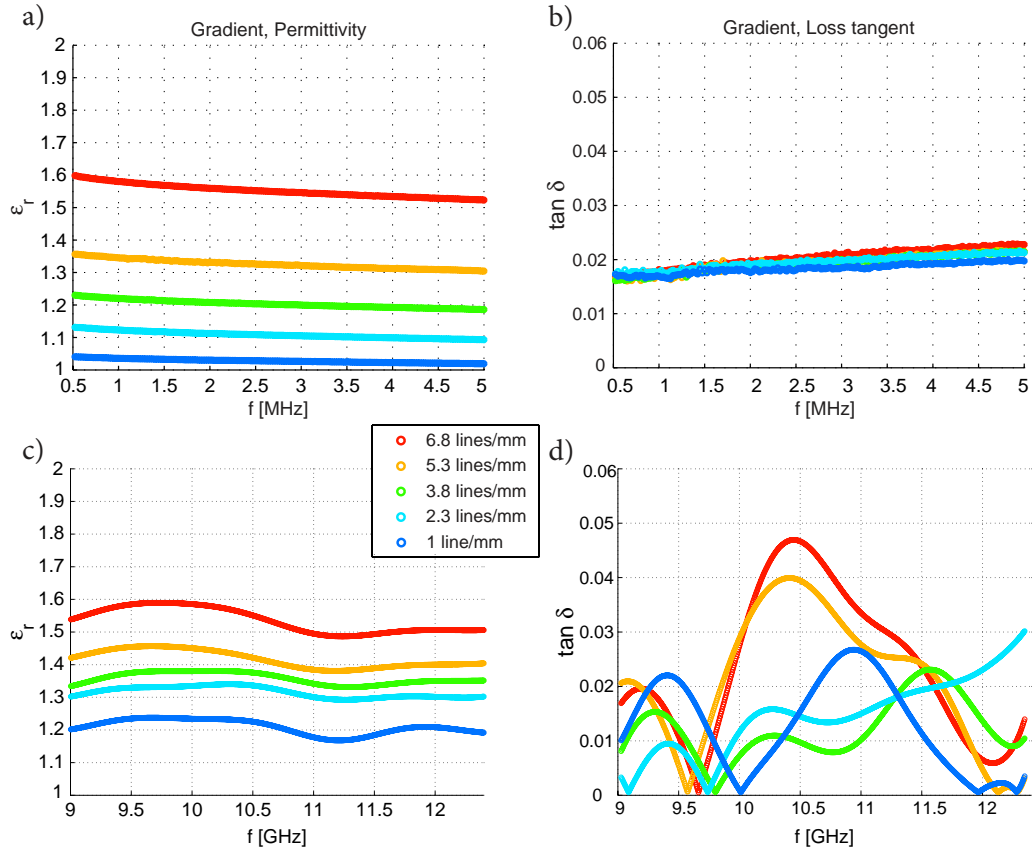 a)
Gradient, Permittivity
2
1.9
1.8
1.7
1.6
1.5
1.4
1.3
1.2
1.1
1
εr
0.5 1 1.5 2 2.5 3 3.5 4 4.5 5
f [MHz]
b)
Gradient, Loss tangent
0.06
0.05
0.04
0.03
0.02
0.01
0
tan δ
0.5 1 1.5 2 2.5 3 3.5 4 4.5 5
f [MHz]
6.8 lines/mm
5.3 lines/mm
3.8 lines/mm
2.3 lines/mm
1 line/mm
c)
2
1.9
1.8
1.7
1.6
1.5
1.4
1.3
1.2
1.1
1
εr
9 9.5 10 10.5 11 11.5 12
f [GHz]
d)
0.06
0.05
0.04
0.03
0.02
0.01
0
tan δ
9 9.5 10 10.5 11 11.5 12
f [GHz]